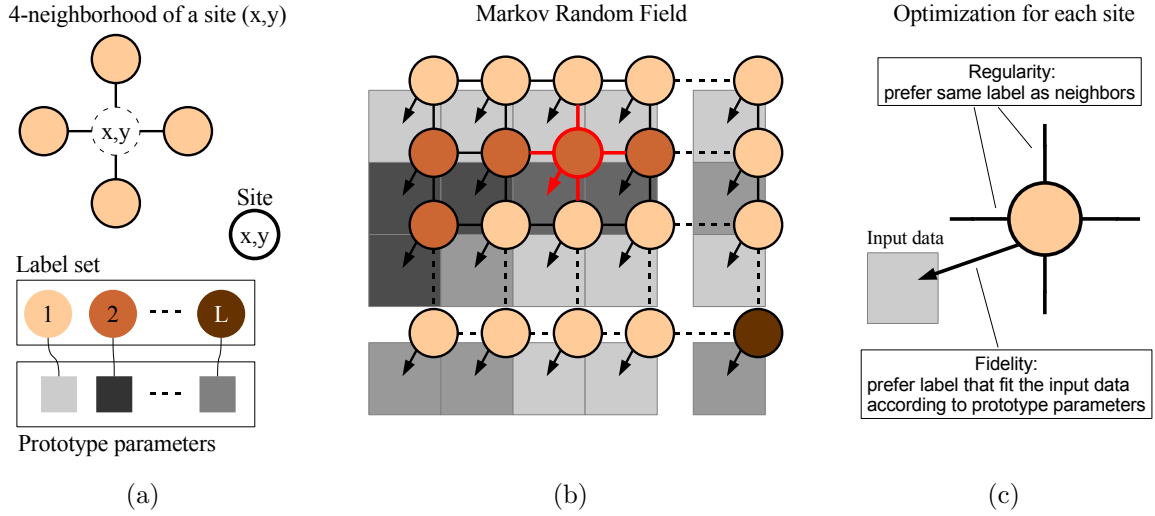 4-neighborhood of a site (x,y)
x,y
Site
x,y
Label set
1 2 L
Prototype parameters
(a)
Markov Random Field
(b)
Optimization for each site
Regularity:
prefer same label as neighbors
Input data
Fidelity:
prefer label that fit the input data
according to prototype parameters
(c)